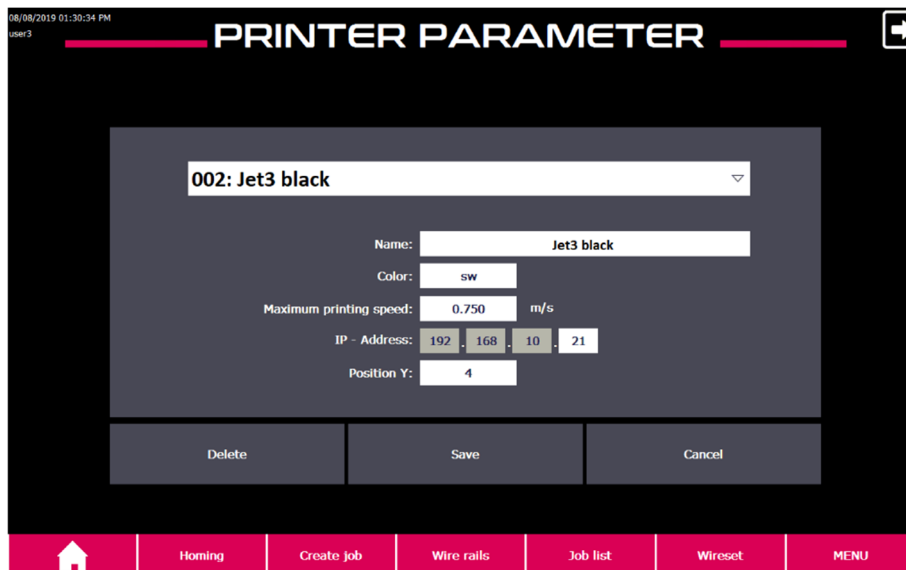 08/08/2019 01:30:34 PM
user3
PRINTER PARAMETER
002: Jet3 black
Name: Jet3 black
Color: sw
Maximum printing speed: 0.750 m/s
IP - Address: 192 . 168 . 10 . 21
Position Y: 4
Delete Save Cancel
Homing Create job Wire rails Job list Wireset MENU